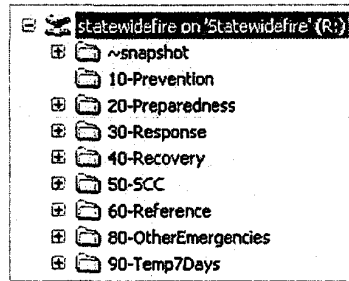 statewidefire on 'Statewidefire' (R:)
~snapshot
10-Prevention
20-Preparedness
30-Response
40-Recovery
50-SCC
60-Reference
80-OtherEmergencies
90-Temp7Days